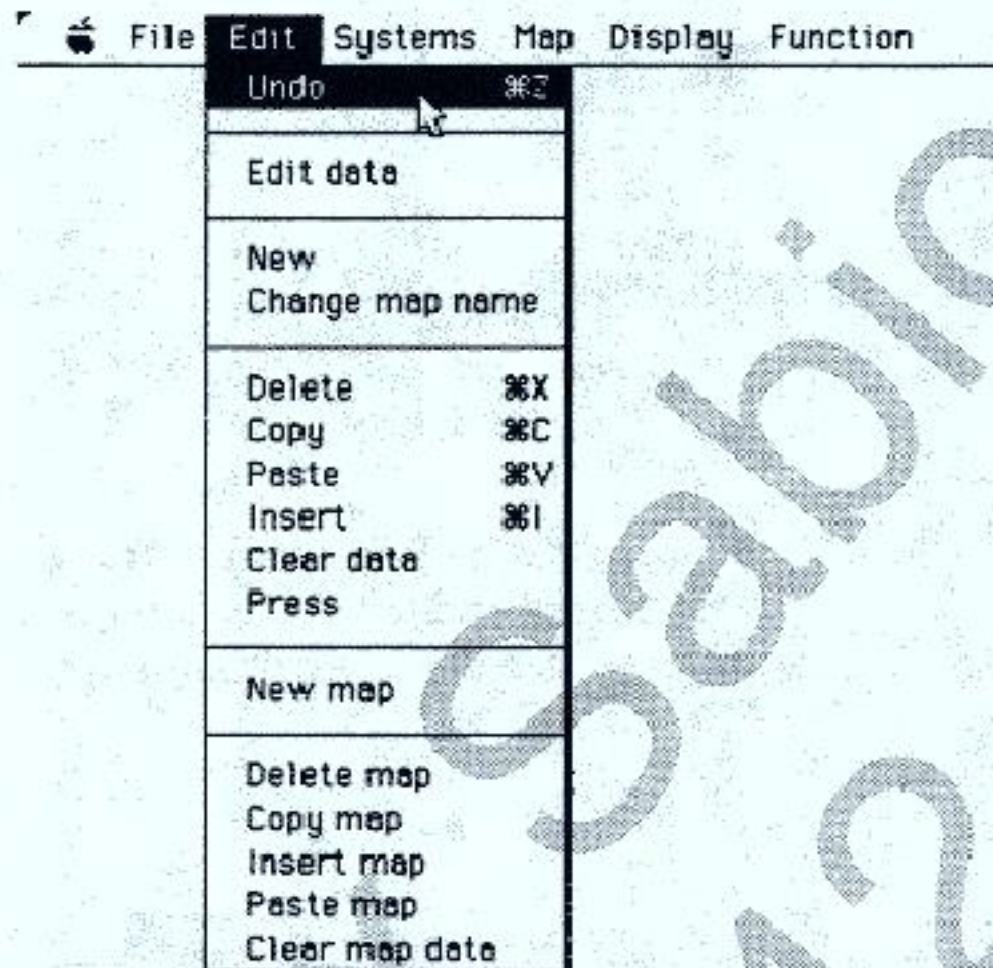 File Edit Systems Map Display Function
Undo ⌘Z
Edit data
New
Change map name
Delete ⌘X
Copy ⌘C
Paste ⌘V
Insert ⌘I
Clear data
Press
New map
Delete map
Copy map
Insert map
Paste map
Clear map data